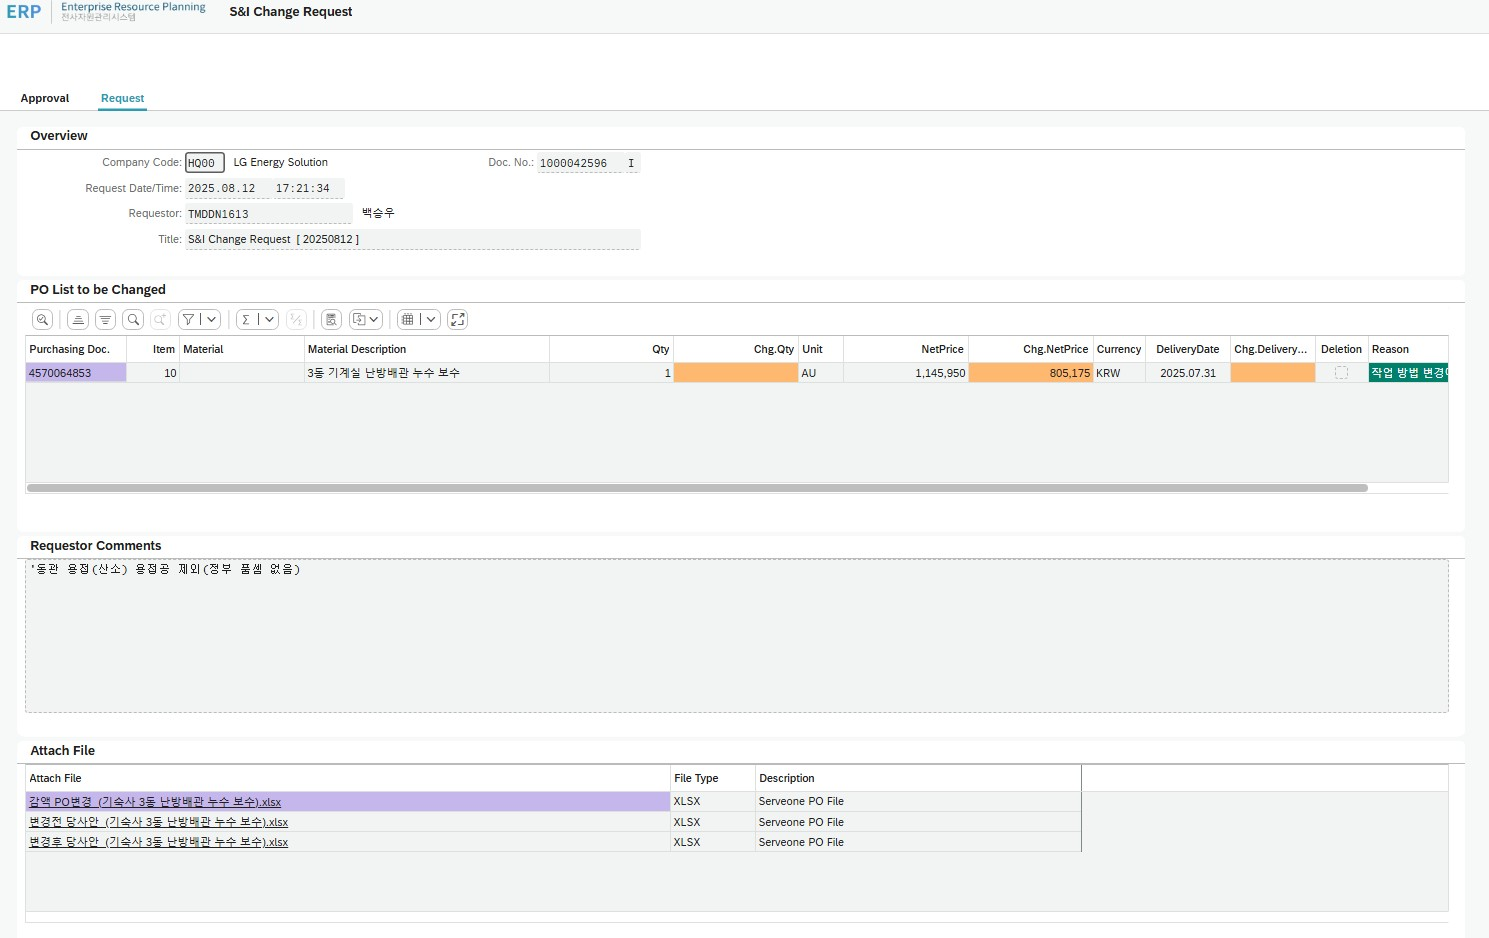 ERP Enterprise Resource Planning S&I Change Request
전사자원관리시스템
Approval Request
Overview
Company Code: HQ00 LG Energy Solution Doc. No.: 1000042596 I
Request Date/Time: 2025.08.12 17:21:34
Requestor: TMDDN1613 백승우
Title: S&I Change Request [ 20250812 ]
PO List to be Changed
Purchasing Doc. Item Material Material Description Qty Chg.Qty Unit NetPrice Chg.NetPrice Currency DeliveryDate Chg.Delivery... Deletion Reason
4570064853 10 3동 기계실 난방배관 누수 보수 1 AU 1,145,950 805,175 KRW 2025.07.31 작업 방법 변경
Requestor Comments
'동관 용접(산소) 용접공 제외(정부 품셈 없음)
Attach File
Attach File File Type Description
감액 PO변경_(기숙사 3동 난방배관 누수 보수).xlsx XLSX Serveone PO File
변경전 당사안_(기숙사 3동 난방배관 누수 보수).xlsx XLSX Serveone PO File
변경후 당사안_(기숙사 3동 난방배관 누수 보수).xlsx XLSX Serveone PO File